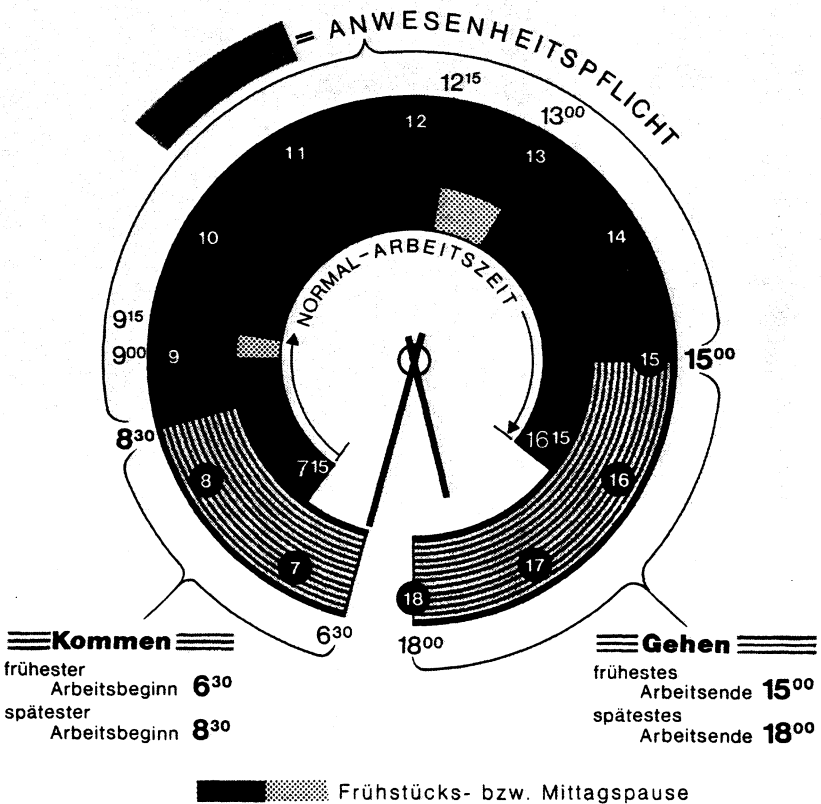 = ANWESENHEITSPFLICHT
12¹⁵
13⁰⁰
12
11
13
10
14
NORMAL-ARBEITSZEIT
9¹⁵
9⁰⁰
9
15
15⁰⁰
8³⁰
7¹⁵
16¹⁵
8
16
7
17
18
6³⁰
18⁰⁰
Kommen
frühester
Arbeitsbeginn 6³⁰
spätester
Arbeitsbeginn 8³⁰
Gehen
frühestes
Arbeitsende 15⁰⁰
spätestes
Arbeitsende 18⁰⁰
Frühstücks- bzw. Mittagspause